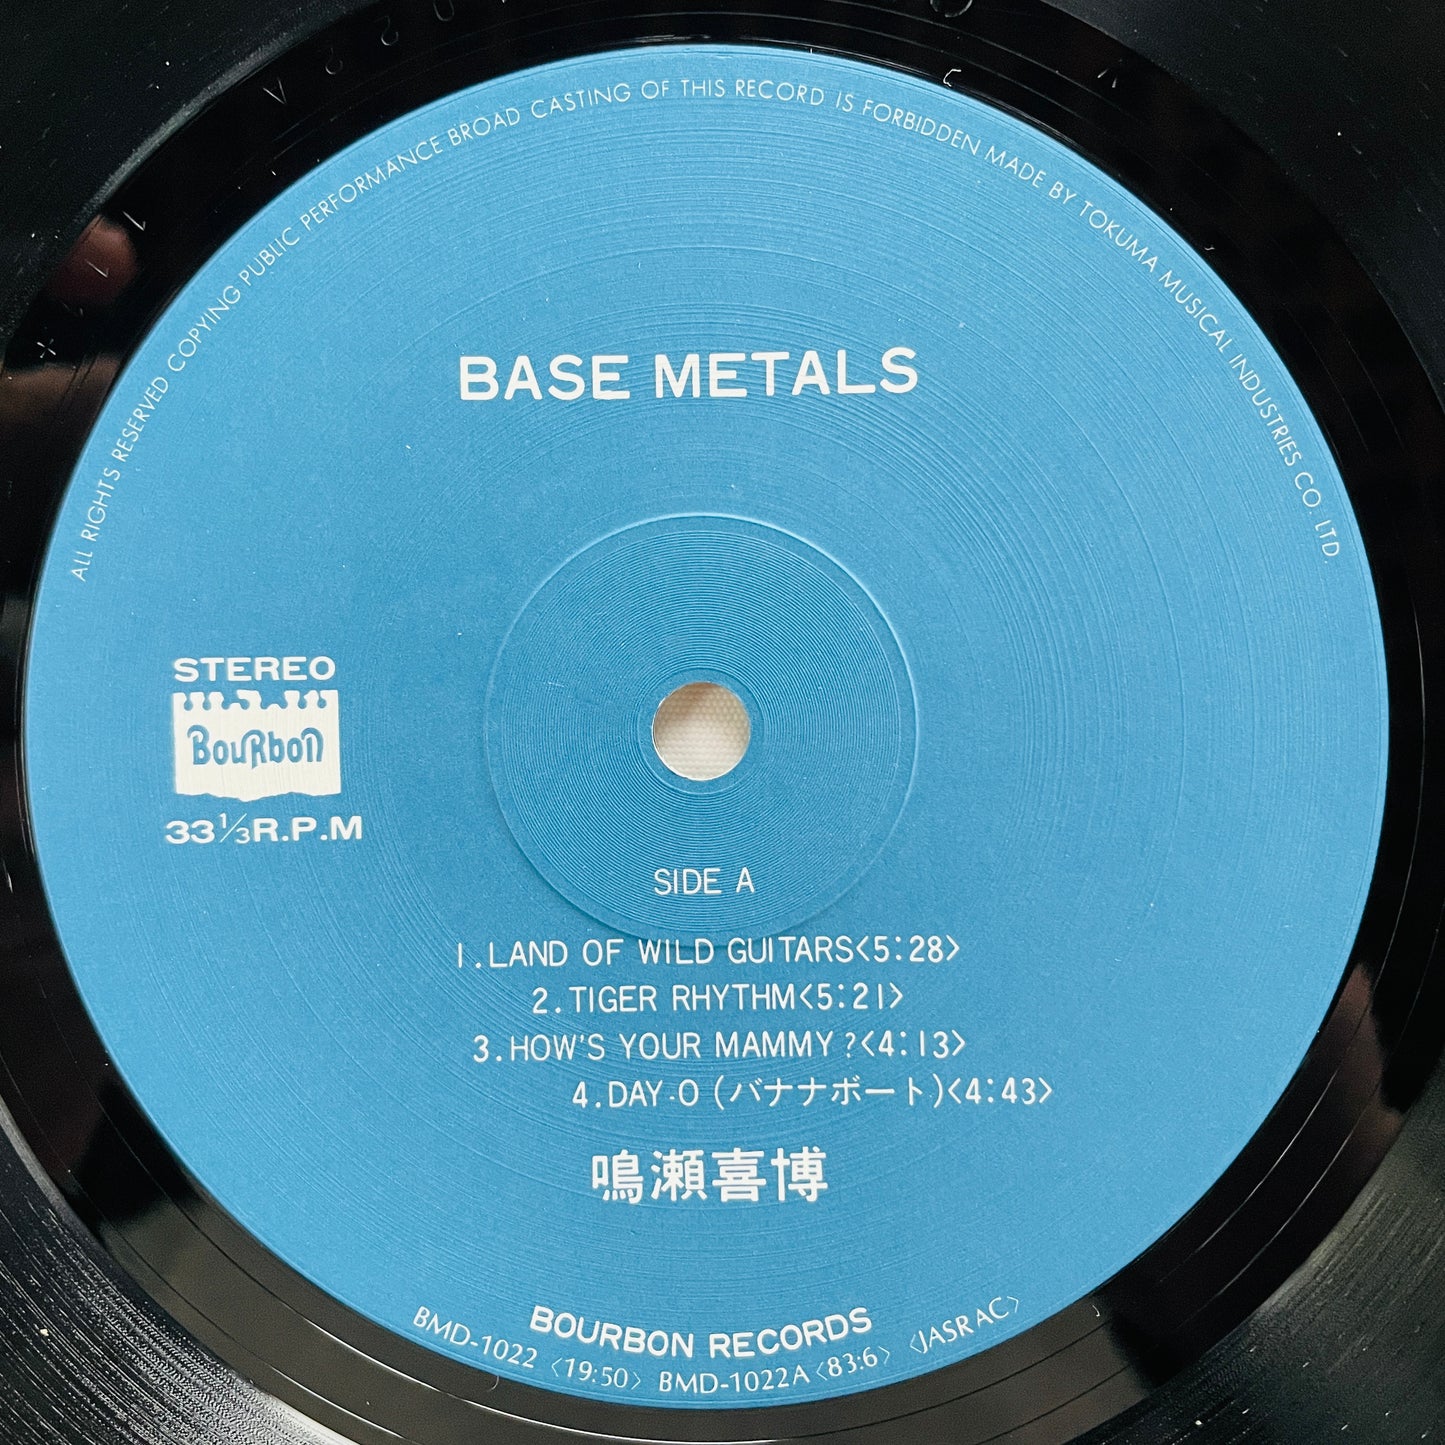 ALL RIGHTS RESERVED COPYING PUBLIC PERFORMANCE BROAD CASTING OF THIS RECORD IS FORBIDDEN MADE BY TOKUMA MUSICAL INDUSTRIES CO. LTD.
BASE METALS
STEREO
BouRbon
33⅓R.P.M
SIDE A
1.LAND OF WILD GUITARS<5:28>
2.TIGER RHYTHM<5:21>
3.HOW'S YOUR MAMMY?<4:13>
4.DAY-O (バナナボート)<4:43>
鳴瀬喜博
BOURBON RECORDS
BMD-1022 <19:50> BMD-1022A<83:6> <JASRAC>